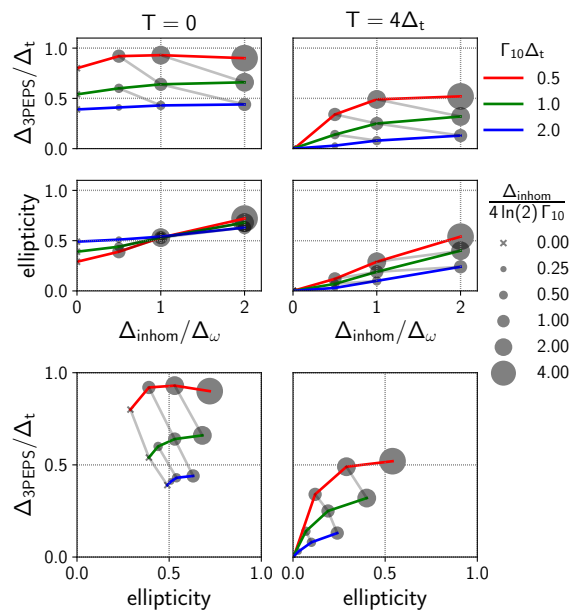 T = 0
T = 4Δt
Δ3PEPS/Δt
1.0
0.5
0.0
Γ10Δt
0.5
1.0
2.0
ellipticity
1.0
0.5
0.0
0 1 2
0 1 2
Δinhom/Δω
Δinhom/Δω
Δinhom
4 ln(2) Γ10
0.00
0.25
0.50
1.00
2.00
4.00
Δ3PEPS/Δt
1.0
0.5
0.0
0.0 0.5 1.0
0.0 0.5 1.0
ellipticity
ellipticity